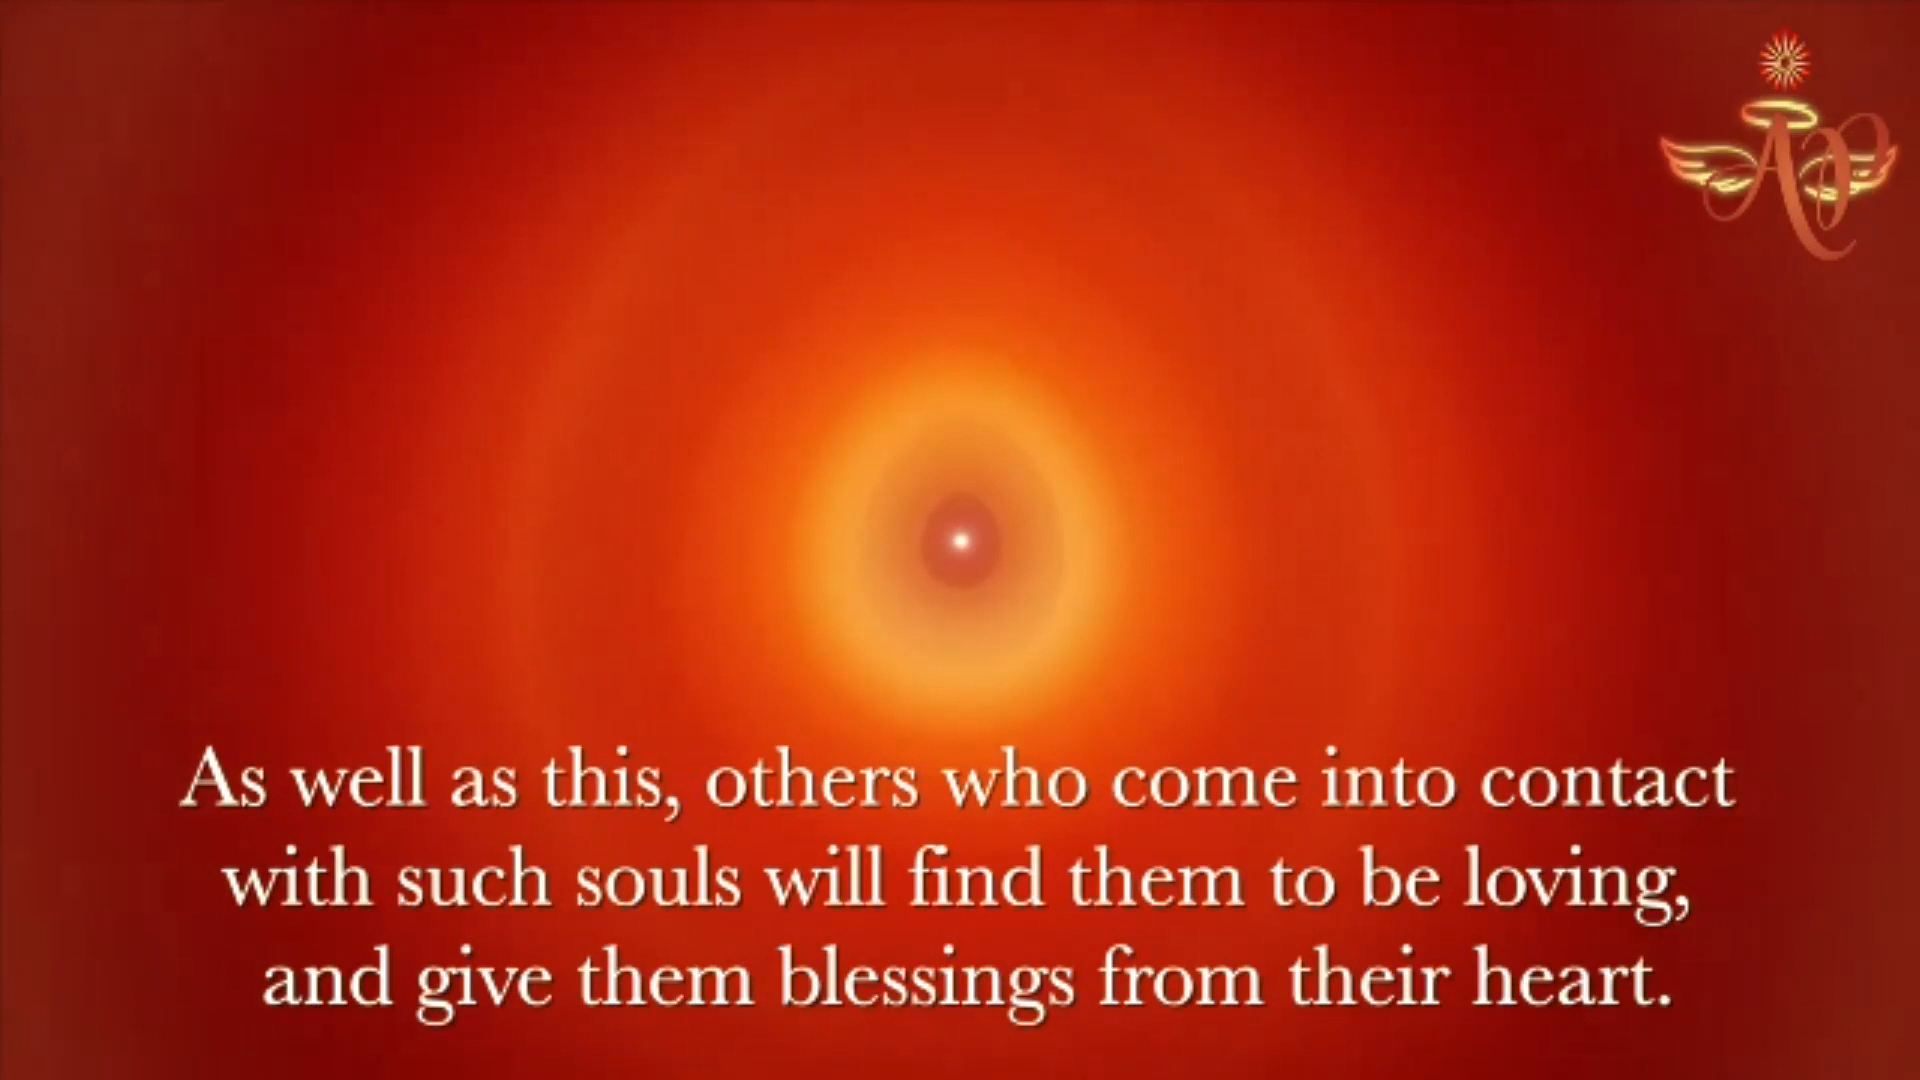 As well as this, others who come into contact
with such souls will find them to be loving,
and give them blessings from their heart.